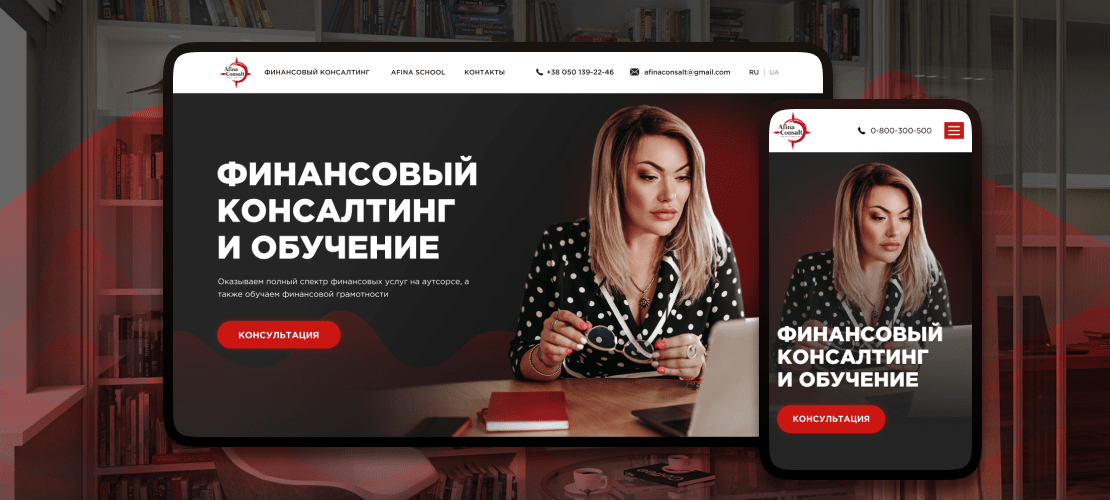 Afina
Consalt
ФИНАНСОВЫЙ КОНСАЛТИНГ
AFINA SCHOOL
КОНТАКТЫ
+38 050 139-22-46
afinaconsalt@gmail.com
RU | UA
ФИНАНСОВЫЙ
КОНСАЛТИНГ
И ОБУЧЕНИЕ
Оказываем полный спектр финансовых услуг на аутсорсе, а
также обучаем финансовой грамотности
КОНСУЛЬТАЦИЯ
Afina
Consalt
0-800-300-500
ФИНАНСОВЫЙ
КОНСАЛТИНГ
И ОБУЧЕНИЕ
КОНСУЛЬТАЦИЯ